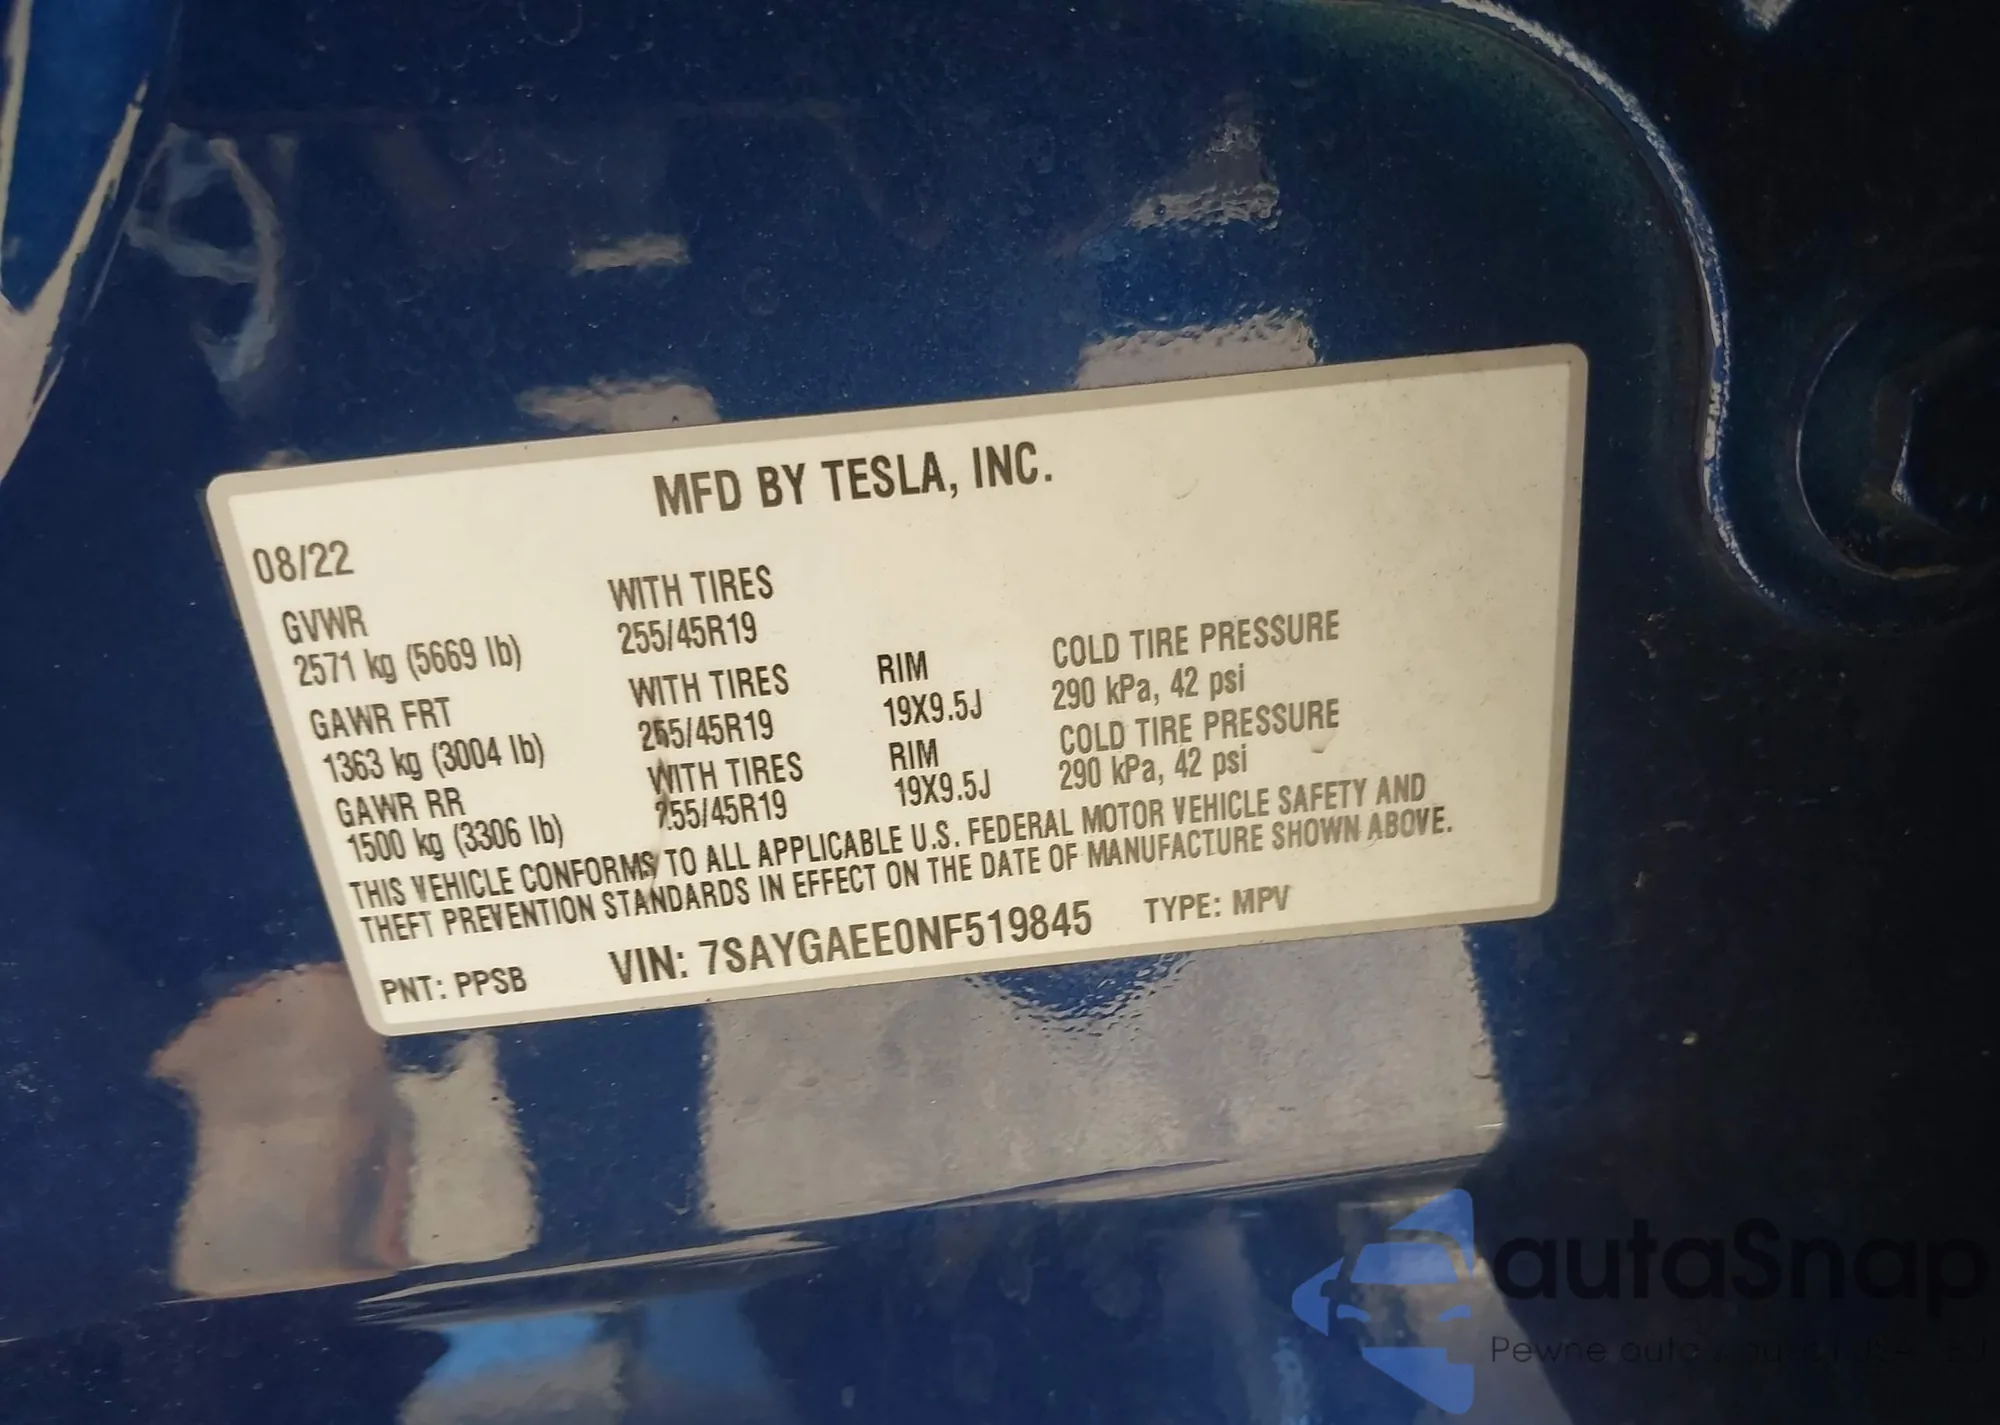 MFD BY TESLA, INC.
08/22
GVWR WITH TIRES
2571 kg (5669 lb) 255/45R19
GAWR FRT WITH TIRES RIM COLD TIRE PRESSURE
1363 kg (3004 lb) 255/45R19 19X9.5J 290 kPa, 42 psi
GAWR RR WITH TIRES RIM COLD TIRE PRESSURE
1500 kg (3306 lb) 255/45R19 19X9.5J 290 kPa, 42 psi
THIS VEHICLE CONFORMS TO ALL APPLICABLE U.S. FEDERAL MOTOR VEHICLE SAFETY AND
THEFT PREVENTION STANDARDS IN EFFECT ON THE DATE OF MANUFACTURE SHOWN ABOVE.
PNT: PPSB VIN: 7SAYGAEE0NF519845 TYPE: MPV
autaSnap
Pewne auta z